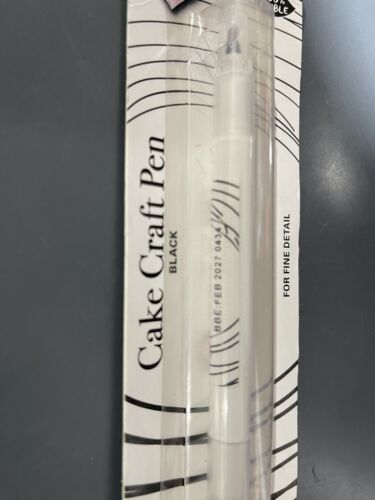 Cake Craft Pen
BLACK
BBE:FEB 2027 0434
FOR FINE DETAIL